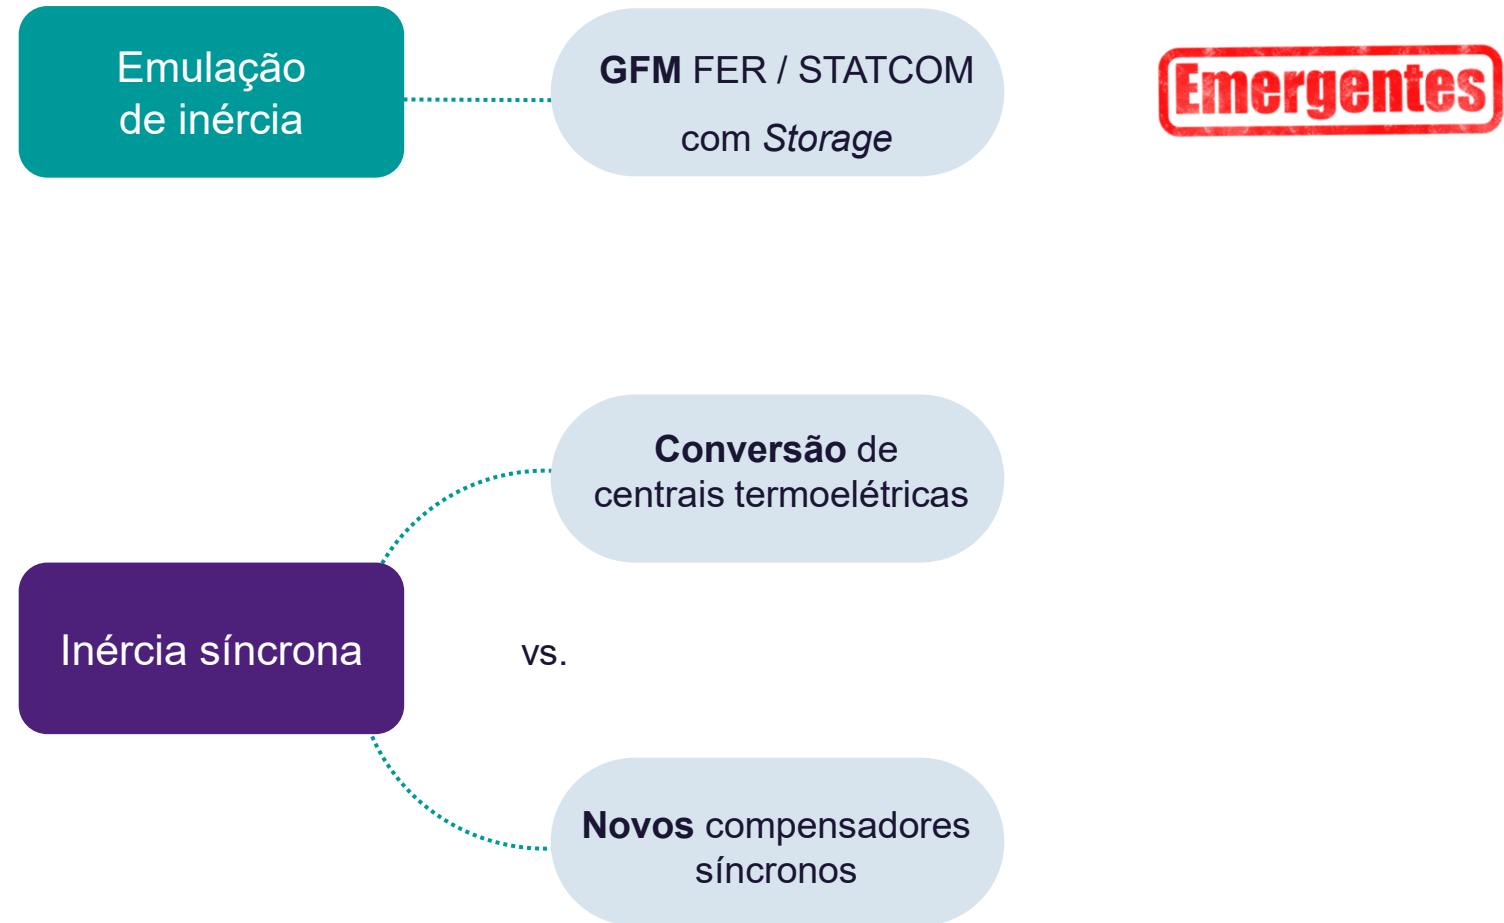 Emulação
de inércia
GFM FER / STATCOM
com Storage
Emergentes
Conversão de
centrais termoelétricas
Inércia síncrona
vs.
Novos compensadores
síncronos